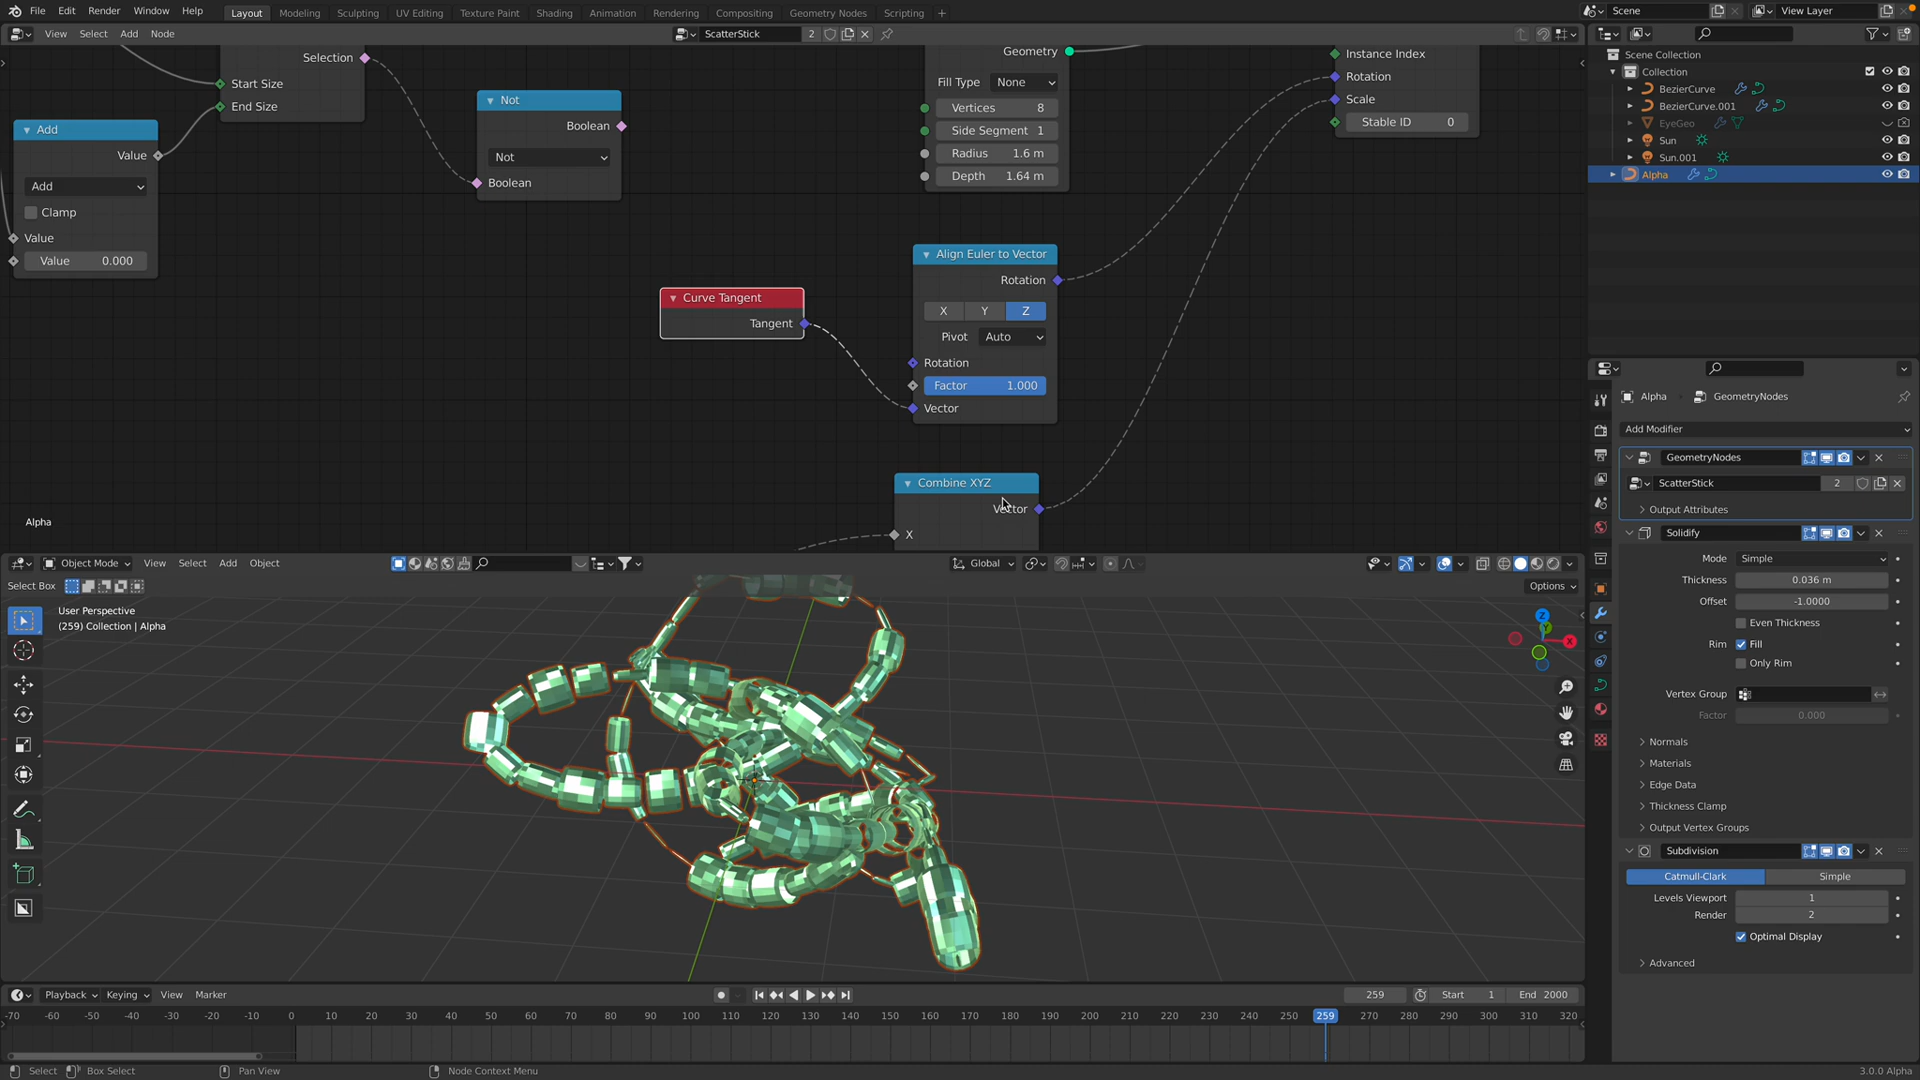 File Edit Render Window Help Layout Modeling Sculpting UV Editing Texture Paint Shading Animation Rendering Compositing Geometry Nodes Scripting + Scene View Layer
View Select Add Node ScatterStick 2
Selection
Start Size
End Size
Add
Value
Add
Clamp
Value
Value 0.000
Not
Boolean
Not
Boolean
Curve Tangent
Tangent
Geometry
Fill Type None
Vertices 8
Side Segment 1
Radius 1.6 m
Depth 1.64 m
Align Euler to Vector
Rotation
X Y Z
Pivot Auto
Rotation
Factor 1.000
Vector
Combine XYZ
Vector
X
Instance Index
Rotation
Scale
Stable ID 0
Alpha
Scene Collection
Collection
BezierCurve
BezierCurve.001
EyeGeo
Sun
Sun.001
Alpha
Alpha GeometryNodes
Add Modifier
GeometryNodes
ScatterStick 2
Output Attributes
Solidify
Mode Simple
Thickness 0.036 m
Offset -1.0000
Even Thickness
Rim Fill
Only Rim
Vertex Group
Factor 0.000
Normals
Materials
Edge Data
Thickness Clamp
Output Vertex Groups
Subdivision
Catmull-Clark Simple
Levels Viewport 1
Render 2
Optimal Display
Advanced
Object Mode View Select Add Object Global
Select Box Options
User Perspective
(259) Collection | Alpha
Z
Y
X
Playback Keying View Marker 259 Start 1 End 2000
-70 -60 -50 -40 -30 -20 -10 0 110 120 130 140 150 160 170 180 190 200 210 220 230 240 250 259 270 280 290 300 310 320
Select Box Select Pan View Node Context Menu 3.0.0 Alpha